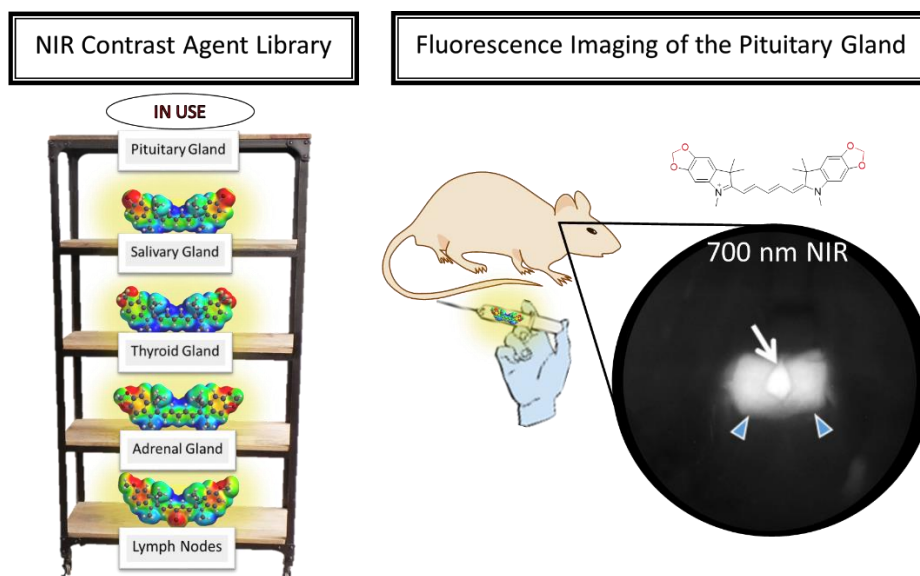 NIR Contrast Agent Library
Fluorescence Imaging of the Pituitary Gland
IN USE
Pituitary Gland
Salivary Gland
Thyroid Gland
Adrenal Gland
Lymph Nodes
O
O
N
+
N
O
O
700 nm NIR